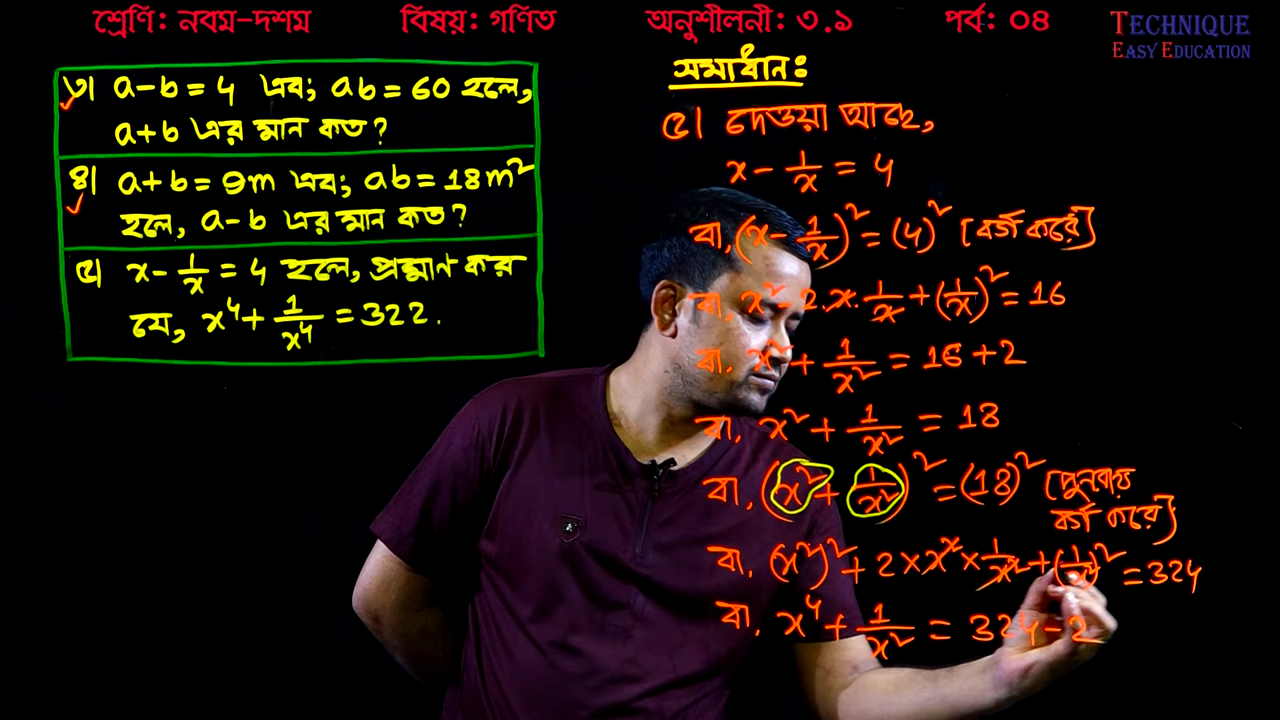 শ্রেণি: নবম-দশম বিষয়: গণিত অনুশীলনী: ৩.১ পর্ব: ০৪
TECHNIQUE
EASY EDUCATION
৩। a-b = 4 এবং ab = 60 হলে,
a+b এর মান কত?
৪। a+b = 9m এবং ab = 18m²
হলে, a-b এর মান কত?
৫। x - 1/x = 4 হলে, প্রমাণ কর
যে, x⁴ + 1/x⁴ = 322.
সমাধান:
৫। দেওয়া আছে,
x - 1/x = 4
বা, (x - 1/x)² = (4)² [বর্গ করে]
বা, x² - 2.x.1/x + (1/x)² = 16
বা, x² + 1/x² = 16 + 2
বা, x² + 1/x² = 18
বা, (x² + 1/x²)² = (18)² [পুনরায়
বর্গ করে]
বা, (x²)² + 2 × x² × 1/x² + (1/x²)² = 324
বা, x⁴ + 1/x² = 324 - 2